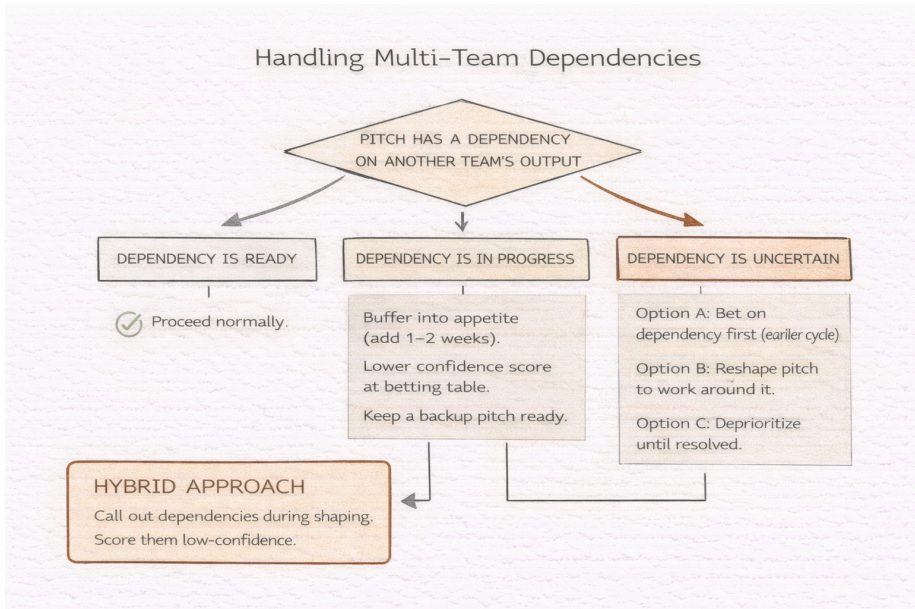 Handling Multi-Team Dependencies
PITCH HAS A DEPENDENCY
ON ANOTHER TEAM'S OUTPUT
DEPENDENCY IS READY
Proceed normally.
DEPENDENCY IS IN PROGRESS
Buffer into appetite
(add 1–2 weeks).
Lower confidence score
at betting table.
Keep a backup pitch ready.
DEPENDENCY IS UNCERTAIN
Option A: Bet on
dependency first (eariler cycle)
Option B: Reshape pitch
to work around it.
Option C: Deprioritize
until resolved.
HYBRID APPROACH
Call out dependencies during shaping.
Score them low-confidence.